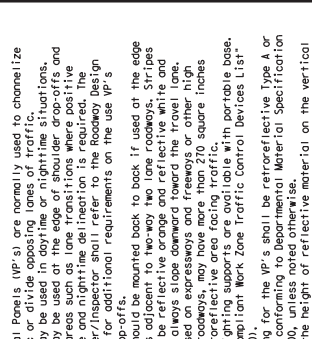 al Panels (VP's) are normally used to channelize
or divide opposing lanes of traffic.
y be used in daytime or nighttime situations.
y be used at the edge of shoulder drop-offs and
reas such as lane transitions where positive
e and nighttime delineation is required. The
er/Inspector shall refer to the Roadway Design
for additional requirements on the use VP's
op-offs.
ould be mounted back to back if used at the edge
s adjacent to two-way two lane roadways. Stripes
be reflective orange and reflective white and
always slope downward toward the travel lane.
sed on expressways and freeways or other high
roadways, may have more than 270 square inches
roreflective area facing traffic.
ghting supports are available with portable base.
mpliant Work Zone Traffic Control Devices List
).
g for the VP's shall be retroreflective Type A or
conforming to Departmental Material Specification
00, unless noted otherwise.
the height of reflective material on the vertical